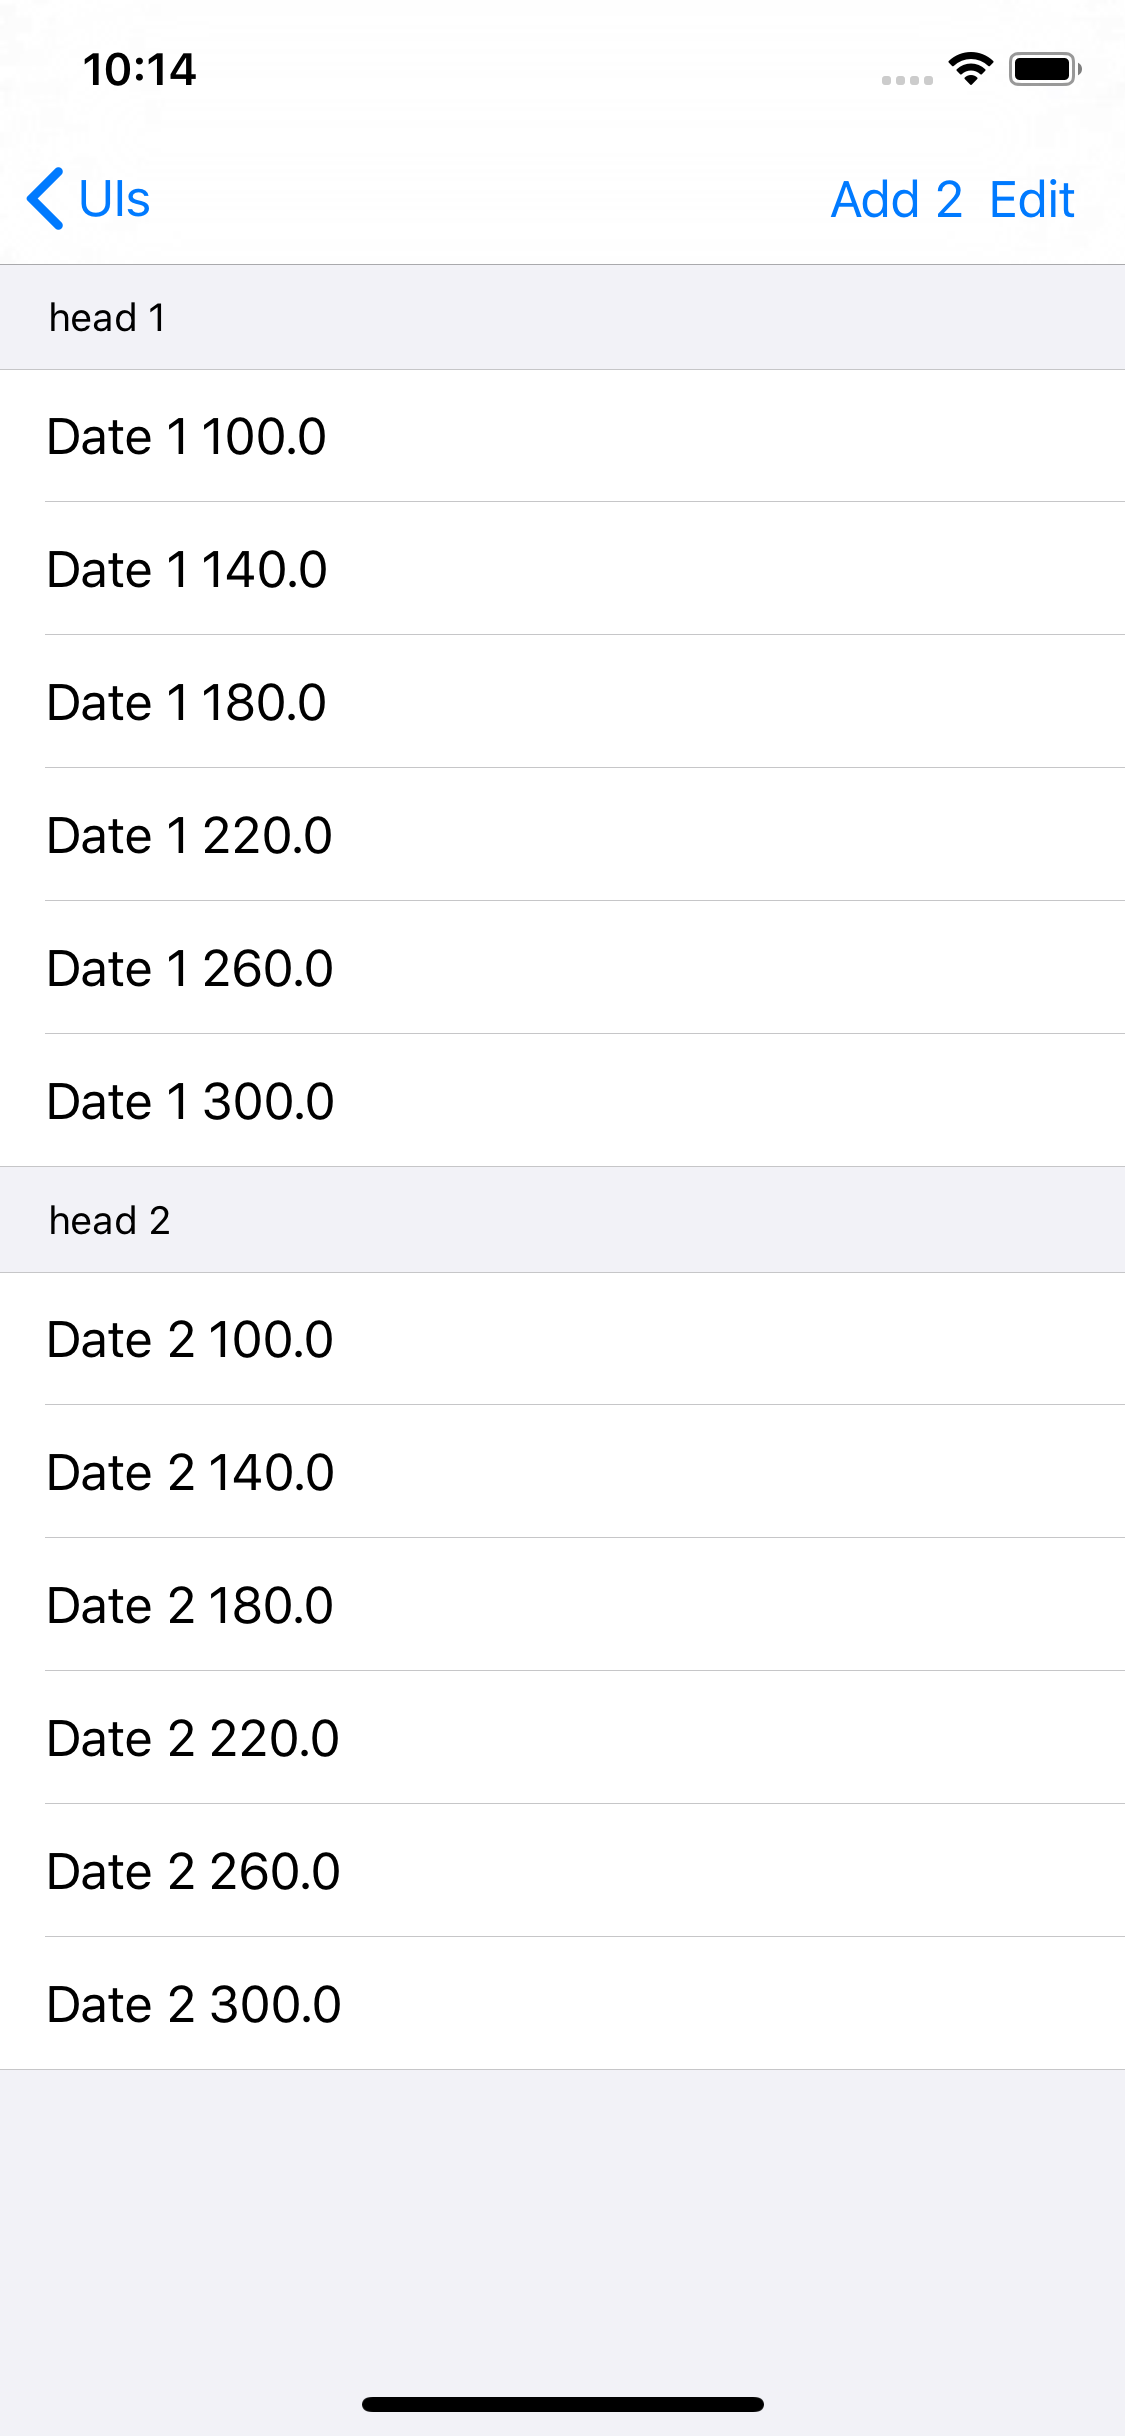 10:14
UIs
Add 2 Edit
head 1
Date 1 100.0
Date 1 140.0
Date 1 180.0
Date 1 220.0
Date 1 260.0
Date 1 300.0
head 2
Date 2 100.0
Date 2 140.0
Date 2 180.0
Date 2 220.0
Date 2 260.0
Date 2 300.0